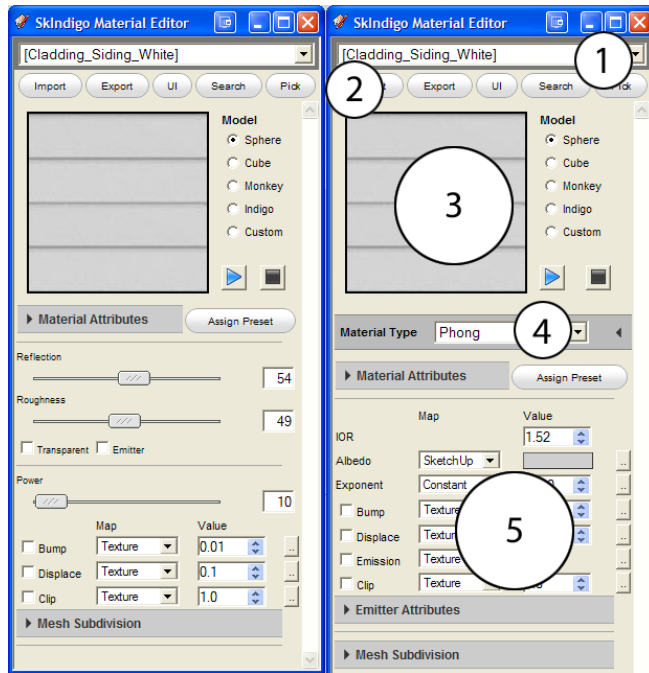 SkIndigo Material Editor
[Cladding_Siding_White]
Import Export UI Search Pick
Model
Sphere
Cube
Monkey
Indigo
Custom
Material Attributes Assign Preset
Reflection
54
Roughness
49
Transparent Emitter
Power
10
Map Value
Bump Texture 0.01 ..
Displace Texture 0.1 ..
Clip Texture 1.0 ..
Mesh Subdivision
SkIndigo Material Editor
[Cladding_Siding_White]
1
2
Export UI Search
Model
Sphere
Cube
Monkey
Indigo
Custom
3
Material Type Phong 4
Material Attributes Assign Preset
Map Value
IOR 1.52
Albedo SketchUp ..
Exponent Constant ..
Bump ..
Displace ..
Emission ..
Clip Texture ..
5
Emitter Attributes
Mesh Subdivision